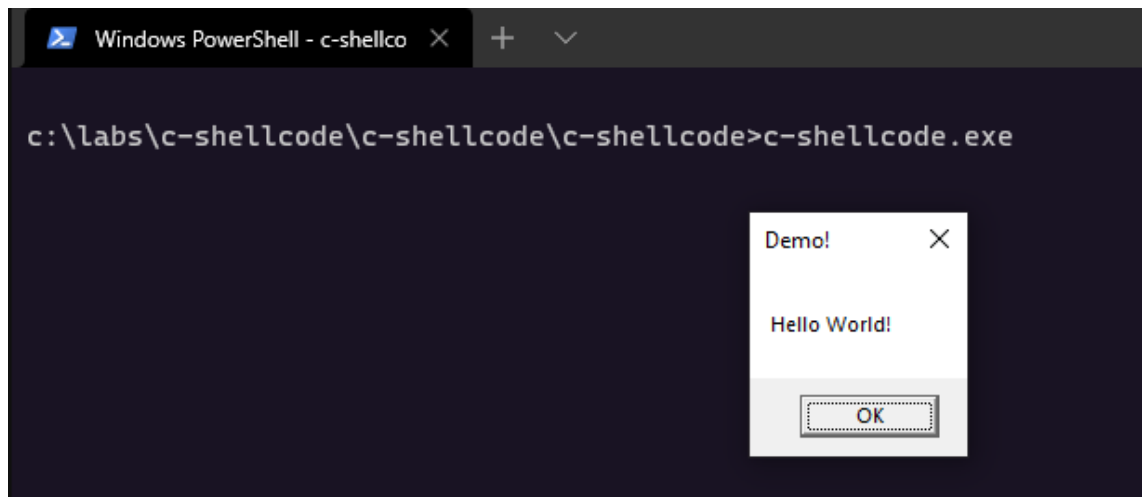 Windows PowerShell - c-shellco
c:\labs\c-shellcode\c-shellcode\c-shellcode>c-shellcode.exe
Demo!
Hello World!
OK